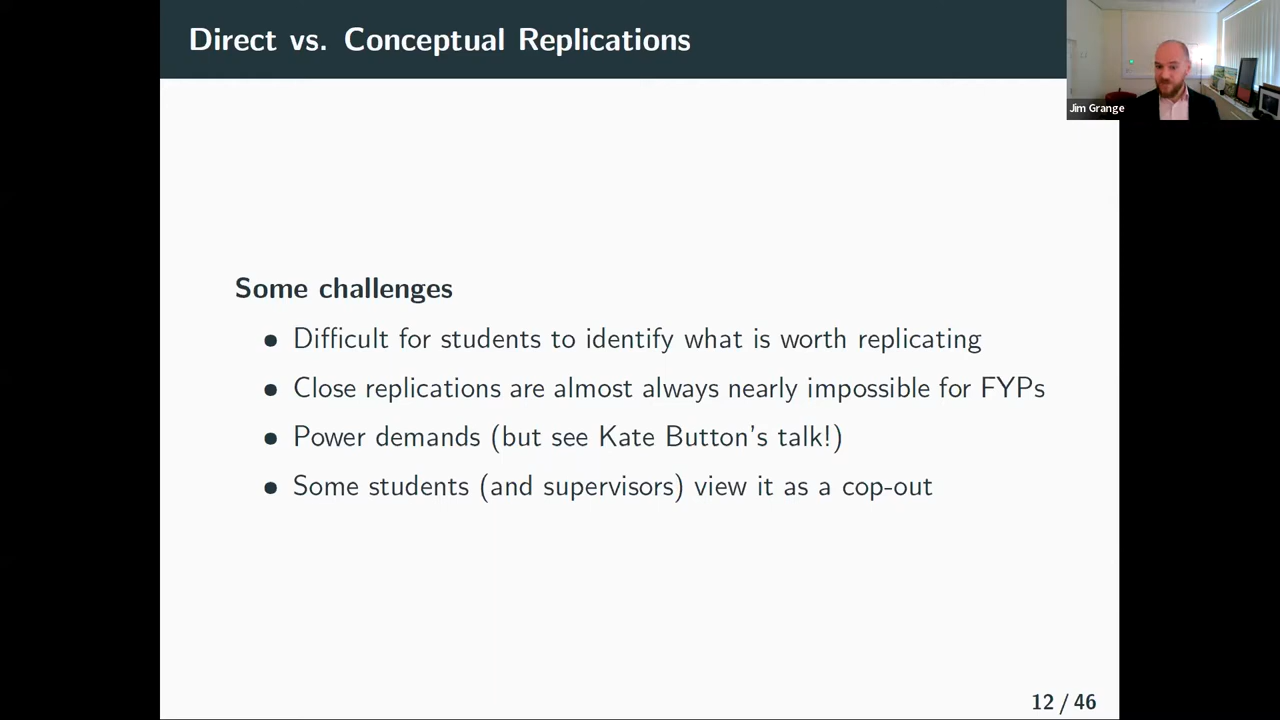 Direct vs. Conceptual Replications
Jim Grange
Some challenges
• Difficult for students to identify what is worth replicating
• Close replications are almost always nearly impossible for FYPs
• Power demands (but see Kate Button's talk!)
• Some students (and supervisors) view it as a cop-out
12 / 46